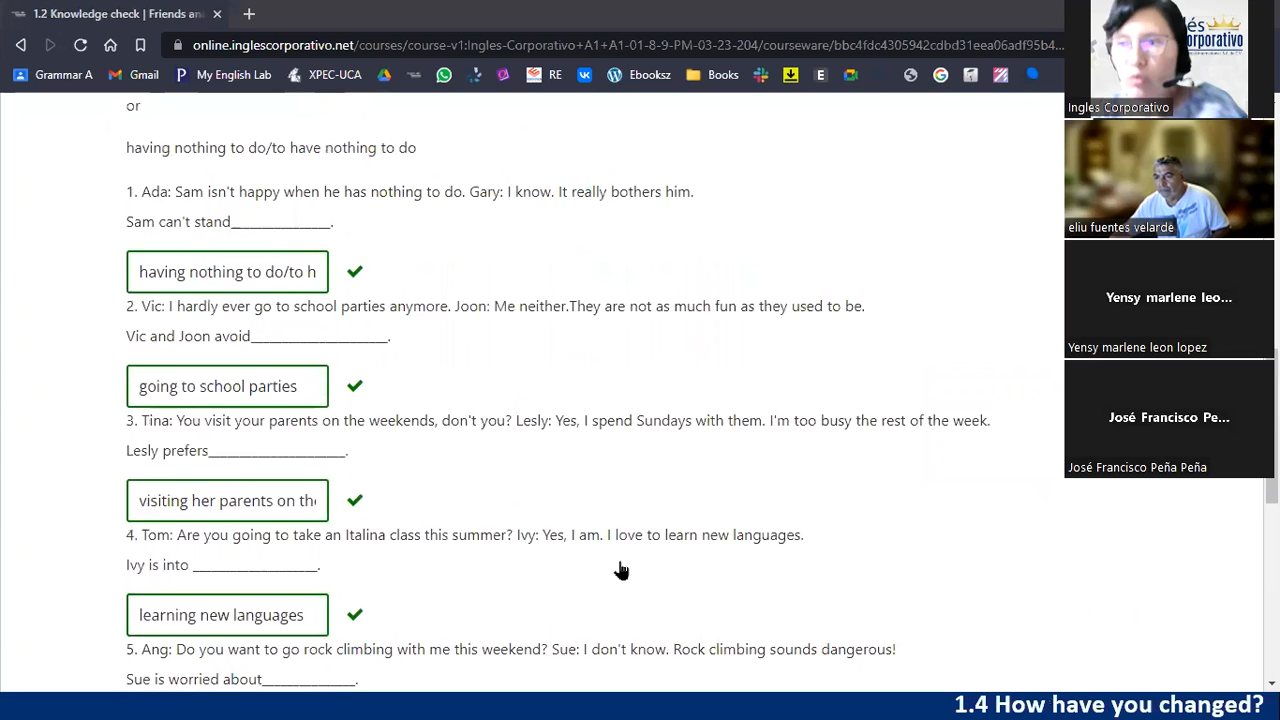 1.2 Knowledge check | Friends an
online.inglescorporativo.net/courses/course-v1:Ingles-Corporativo+A1+A1-01-8-9-PM-03-23-204/courseware/bbc4fdc4305942cdbd31eea06adf95b4...
Grammar A
Gmail
My English Lab
XPEC-UCA
RE
Ebooksz
Books
or
having nothing to do/to have nothing to do
1. Ada: Sam isn't happy when he has nothing to do. Gary: I know. It really bothers him.
Sam can't stand_______________.
having nothing to do/to h
2. Vic: I hardly ever go to school parties anymore. Joon: Me neither.They are not as much fun as they used to be.
Vic and Joon avoid_____________________.
going to school parties
3. Tina: You visit your parents on the weekends, don't you? Lesly: Yes, I spend Sundays with them. I'm too busy the rest of the week.
Lesly prefers_____________________.
visiting her parents on the
4. Tom: Are you going to take an Italina class this summer? Ivy: Yes, I am. I love to learn new languages.
Ivy is into ___________________.
learning new languages
5. Ang: Do you want to go rock climbing with me this weekend? Sue: I don't know. Rock climbing sounds dangerous!
Sue is worried about______________.
Ingles Corporativo
eliu fuentes velarde
Yensy marlene leo...
Yensy marlene leon lopez
José Francisco Pe...
José Francisco Peña Peña
1.4 How have you changed?